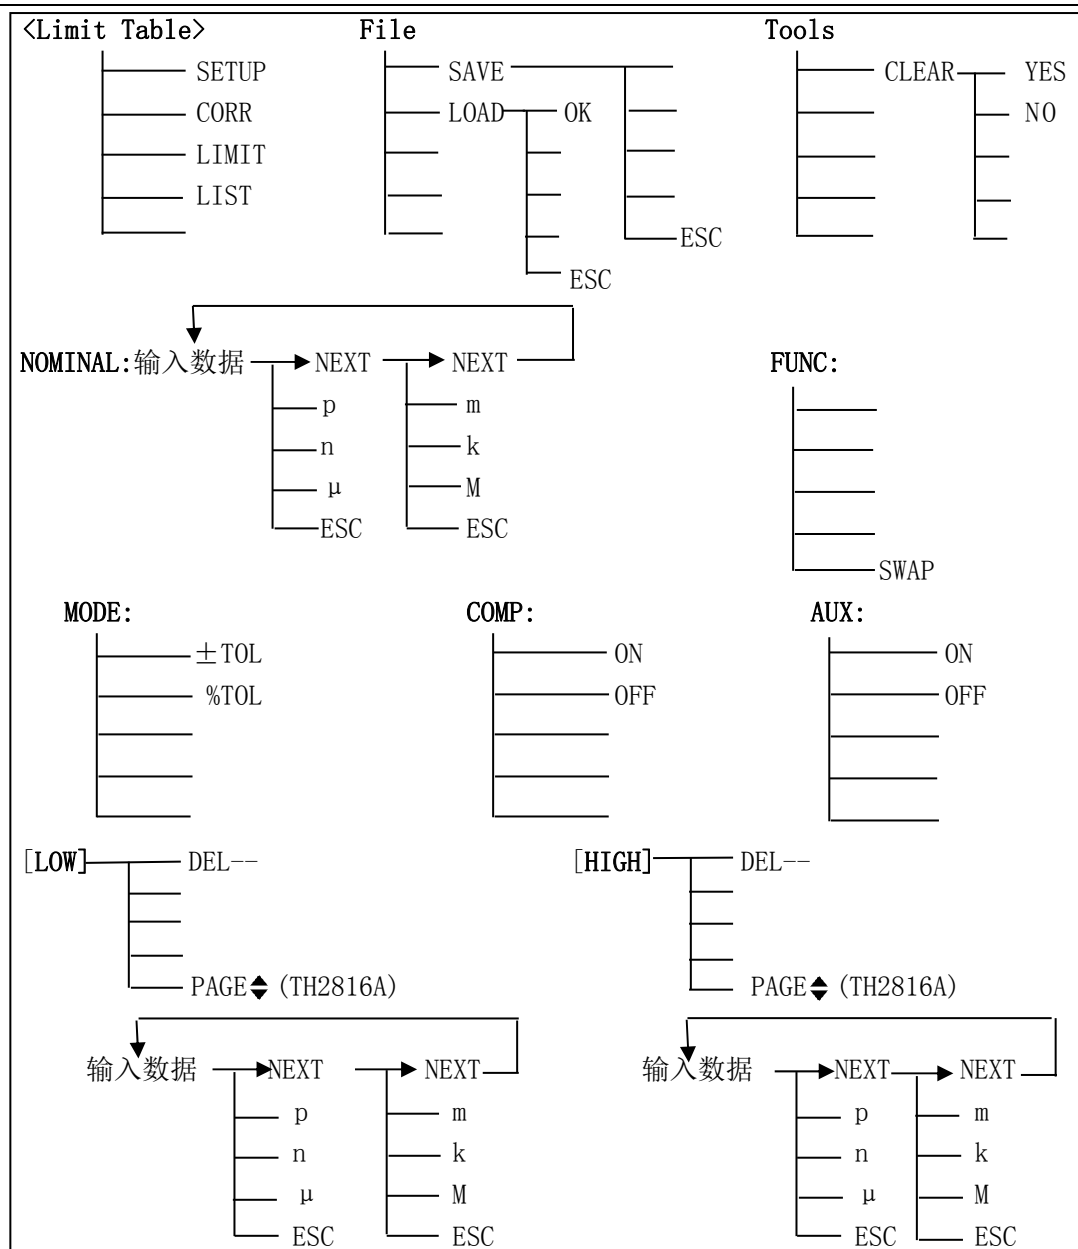 <Limit Table> File Tools
SETUP SAVE CLEAR YES
CORR LOAD OK NO
LIMIT
LIST
ESC
ESC
NOMINAL:输入数据 NEXT NEXT FUNC:
p m
n k
μ M
ESC ESC
SWAP
MODE: COMP: AUX:
±TOL ON ON
%TOL OFF OFF
[LOW] DEL-- [HIGH] DEL--
PAGE (TH2816A) PAGE (TH2816A)
输入数据 NEXT NEXT 输入数据 NEXT NEXT
p m p m
n k n k
μ M μ M
ESC ESC ESC ESC